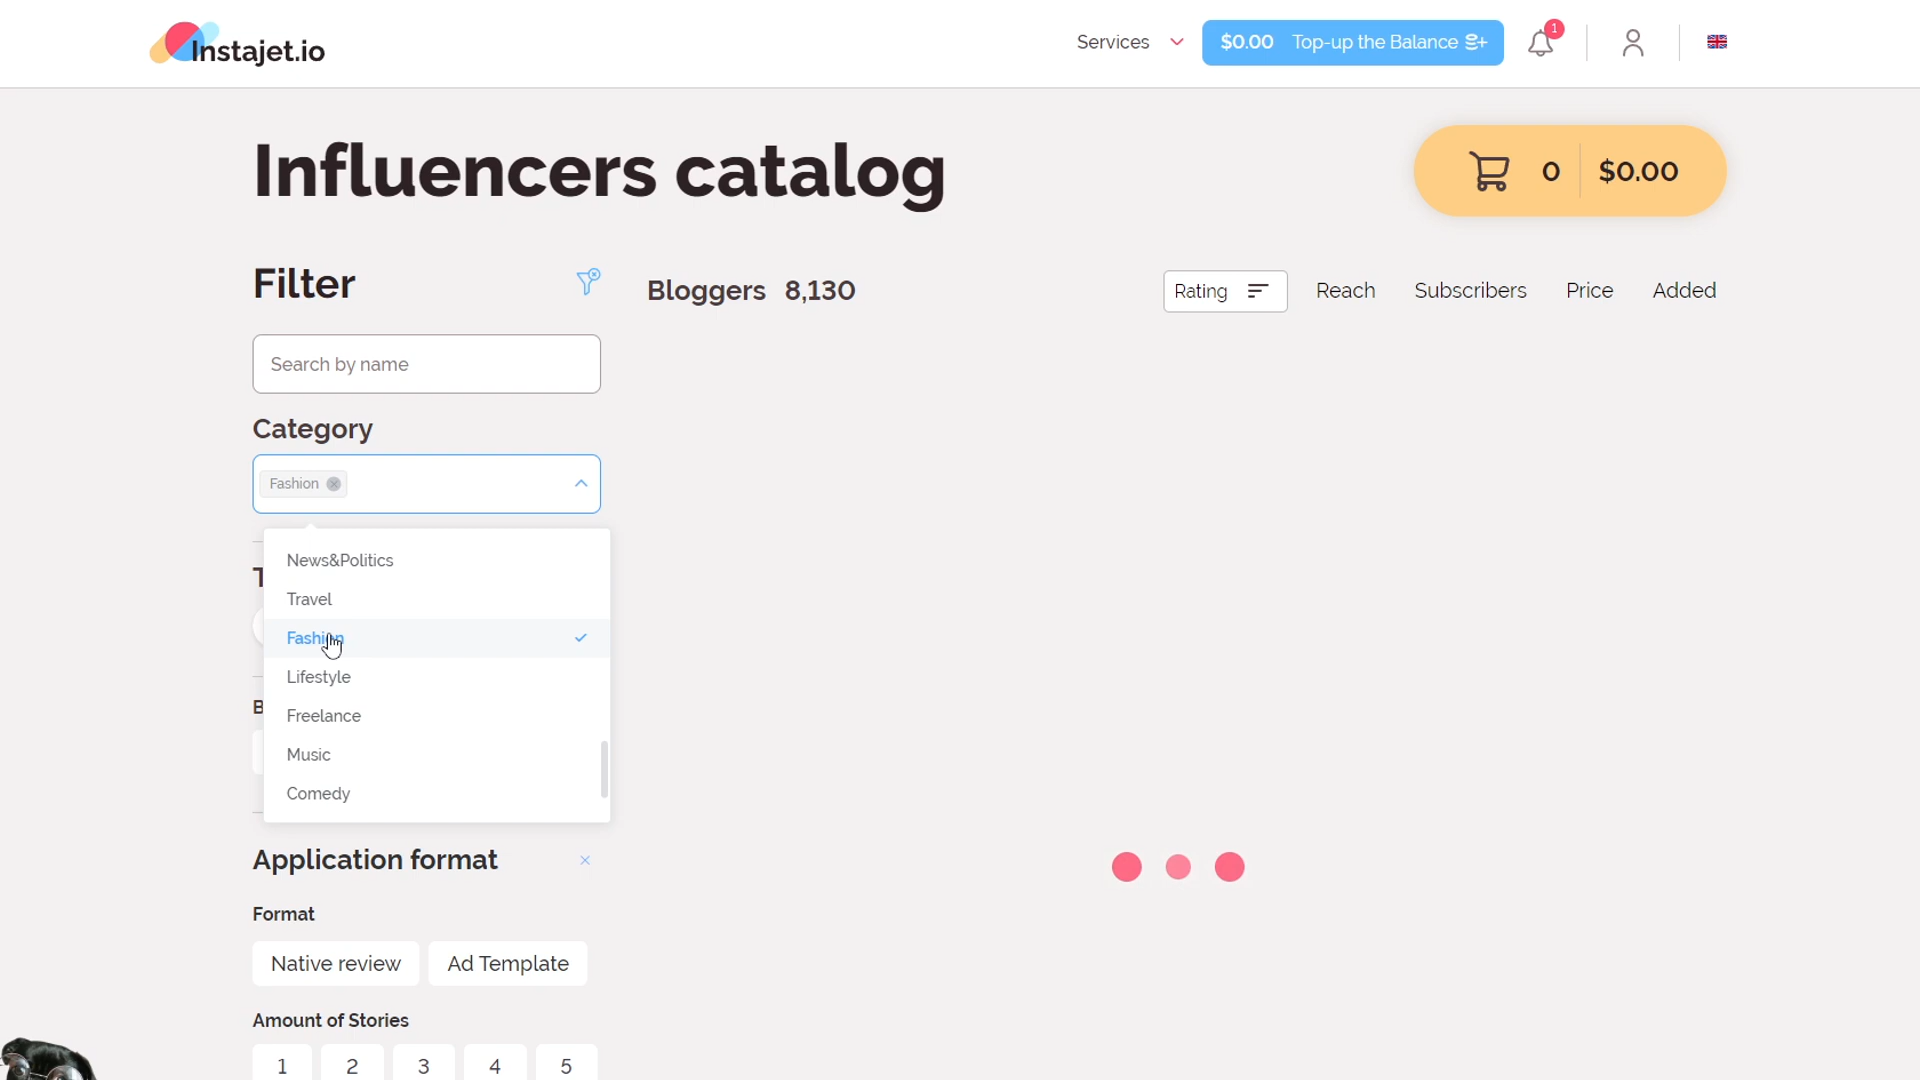 Instajet.io
Services
$0.00 Top-up the Balance
1
Influencers catalog
0 $0.00
Filter
Bloggers 8,130
Rating
Reach
Subscribers
Price
Added
Search by name
Category
Fashion
News&Politics
Travel
Fashion
Lifestyle
Freelance
Music
Comedy
Application format
Format
Native review
Ad Template
Amount of Stories
1 2 3 4 5